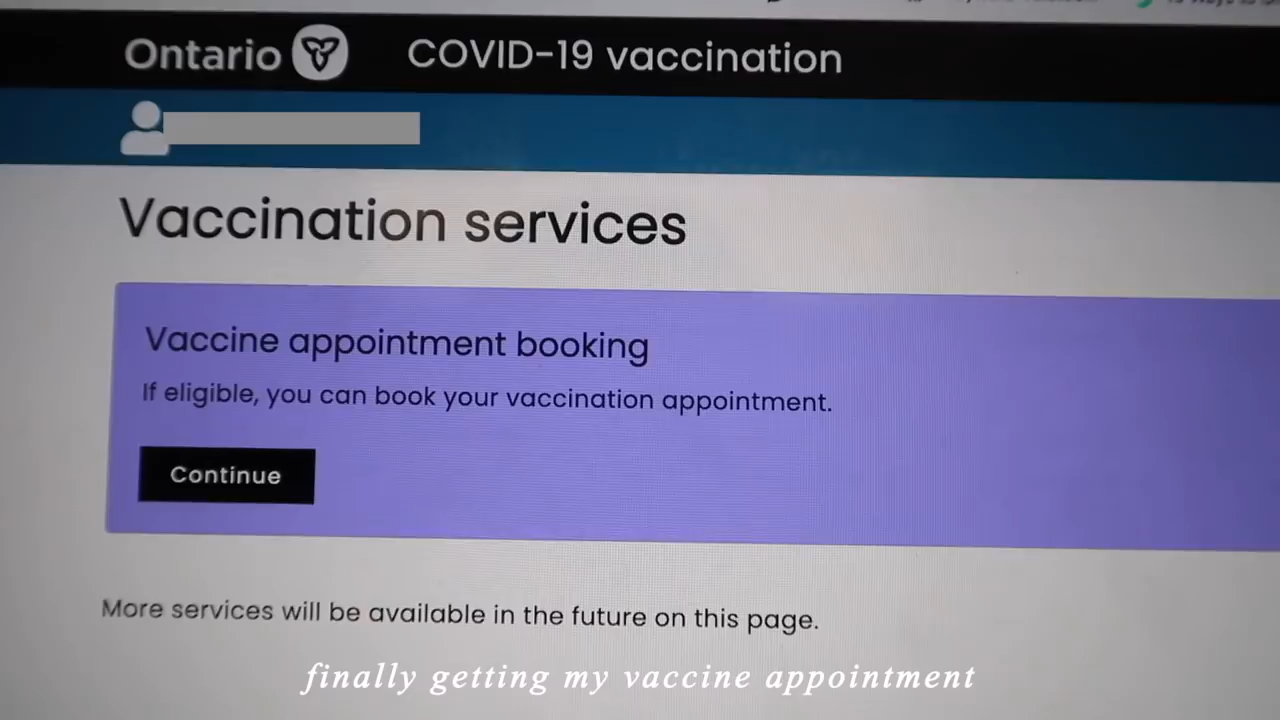 Ontario COVID-19 vaccination
Vaccination services
Vaccine appointment booking
If eligible, you can book your vaccination appointment.
Continue
More services will be available in the future on this page.
finally getting my vaccine appointment